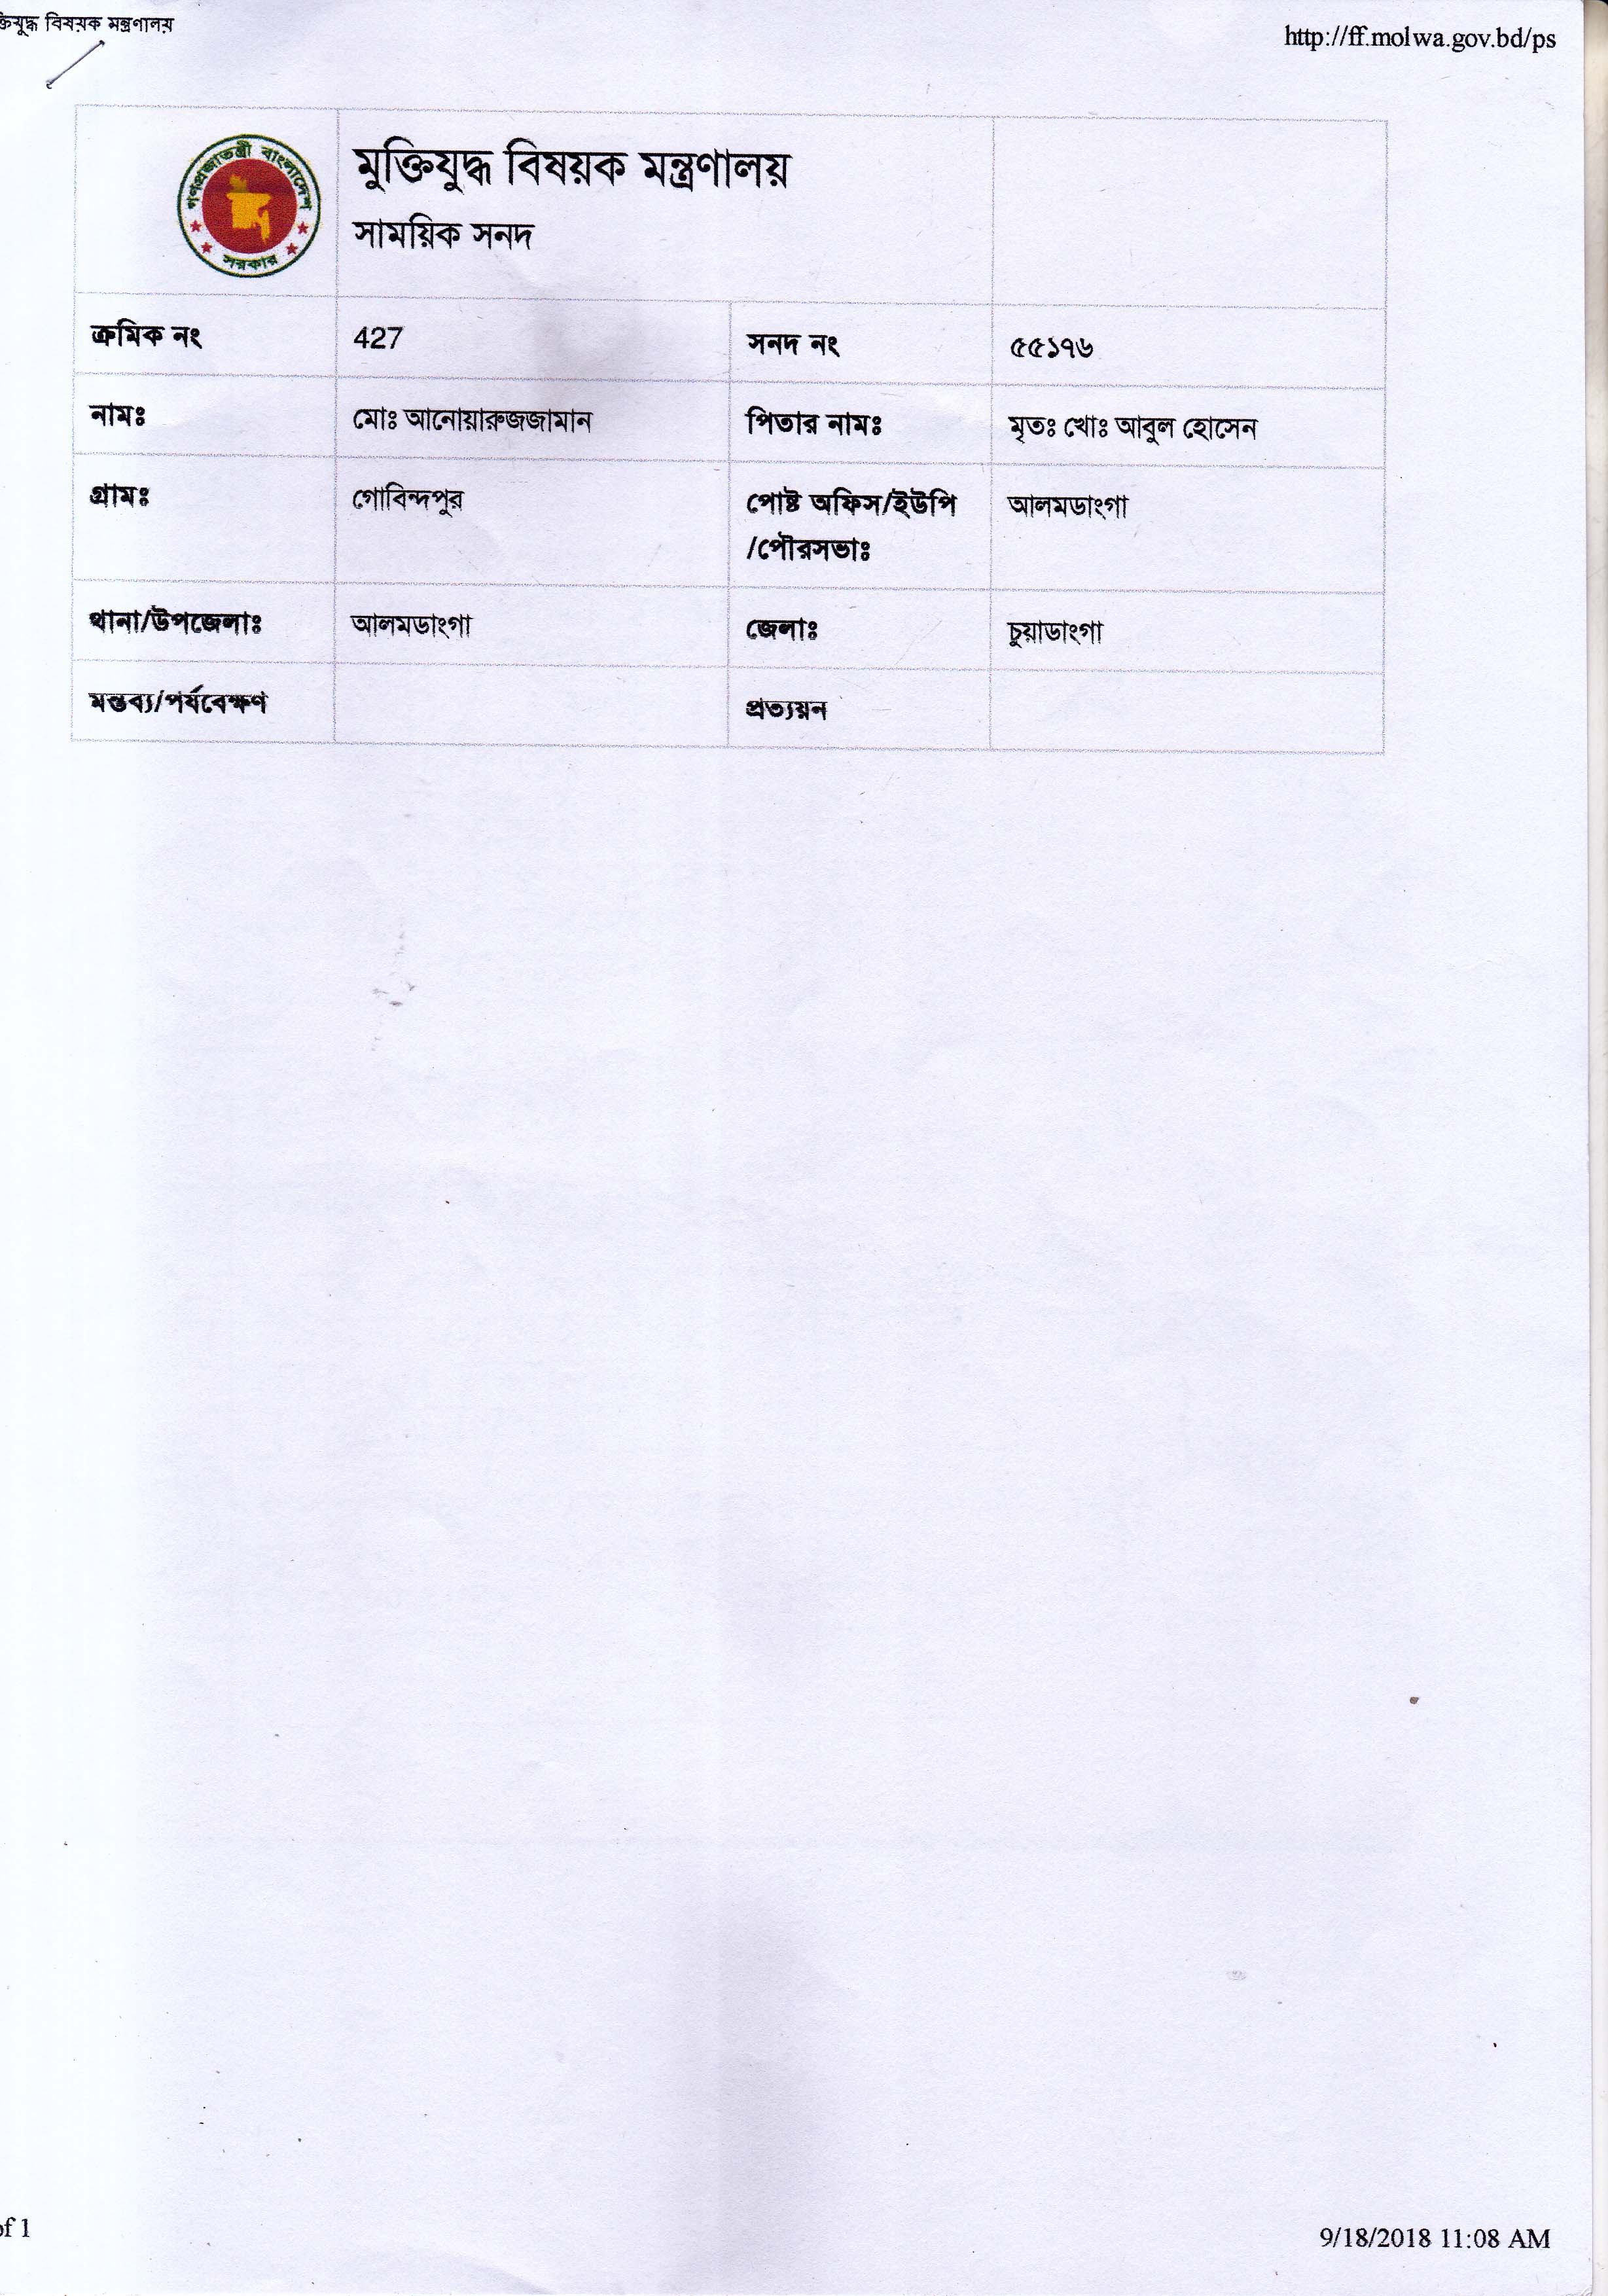 ক্তিযুদ্ধ বিষয়ক মন্ত্রণালয় http://ff.molwa.gov.bd/ps
গণপ্রজাতন্ত্রী বাংলাদেশ
সরকার
মুক্তিযুদ্ধ বিষয়ক মন্ত্রণালয়
সাময়িক সনদ
ক্রমিক নং 427 সনদ নং ৫৫১৭৬
নামঃ মোঃ আনোয়ারুজজামান পিতার নামঃ মৃতঃ খোঃ আবুল হোসেন
গ্রামঃ গোবিন্দপুর পোষ্ট অফিস/ইউপি আলমডাংগা
/পৌরসভাঃ
থানা/উপজেলাঃ আলমডাংগা জেলাঃ চুয়াডাংগা
মন্তব্য/পর্যবেক্ষণ প্রত্যয়ন
of 1 9/18/2018 11:08 AM